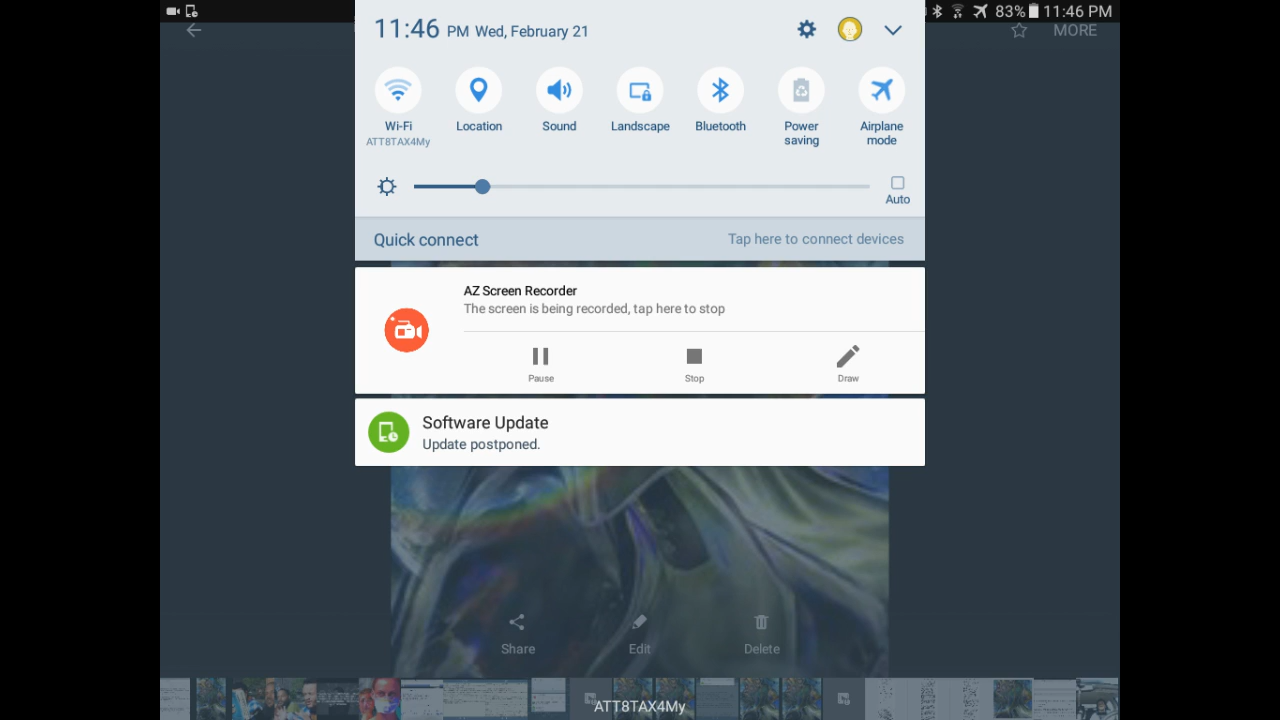 83% 11:46 PM
MORE
11:46 PM Wed, February 21
Wi-Fi
ATT8TAX4My
Location
Sound
Landscape
Bluetooth
Power
saving
Airplane
mode
Auto
Quick connect
Tap here to connect devices
AZ Screen Recorder
The screen is being recorded, tap here to stop
Pause
Stop
Draw
Software Update
Update postponed.
Share
Edit
Delete
ATT8TAX4My